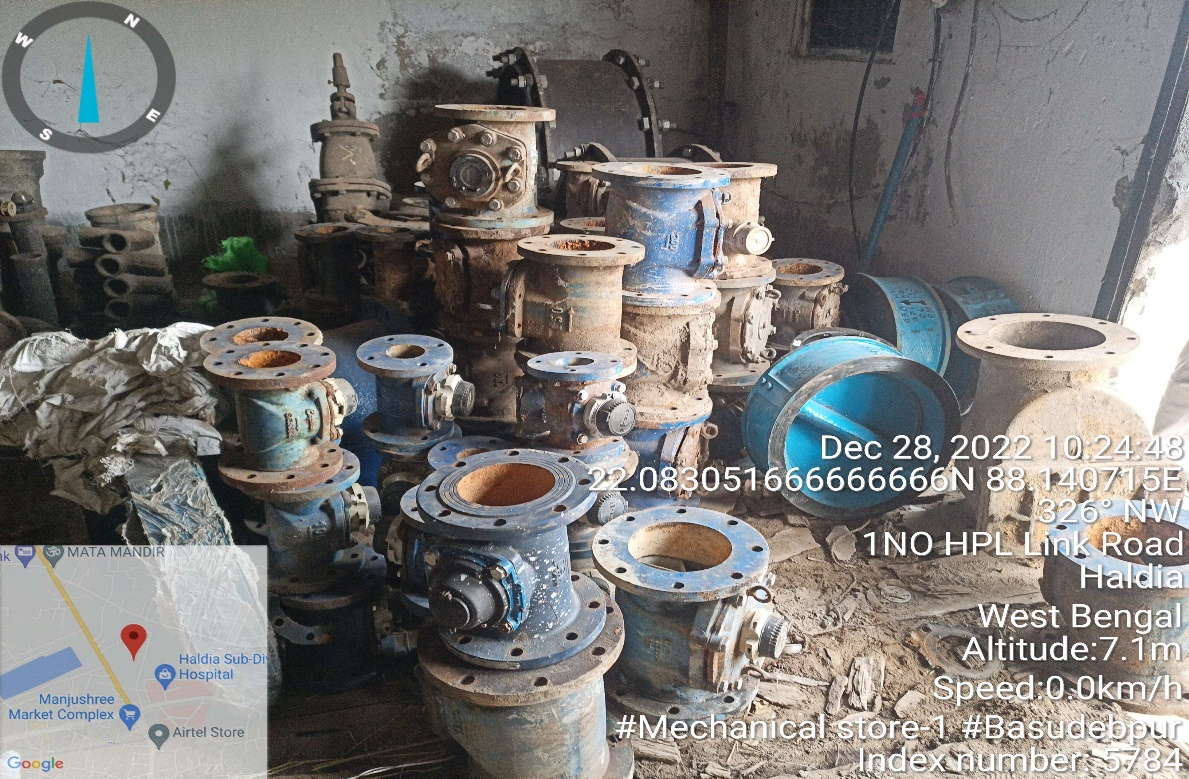 N
W
E
S
Dec 28, 2022 10:24:48
22.083051666666666N 88.140715E
326° NW
1NO HPL Link Road
Haldia
West Bengal
Altitude:7.1m
Speed:0.0km/h
#Mechanical store-1 #Basudebpur
Index number: 5784
MATA MANDIR
Haldia Sub-Di
Hospital
Manjushree
Market Complex
Airtel Store
Google